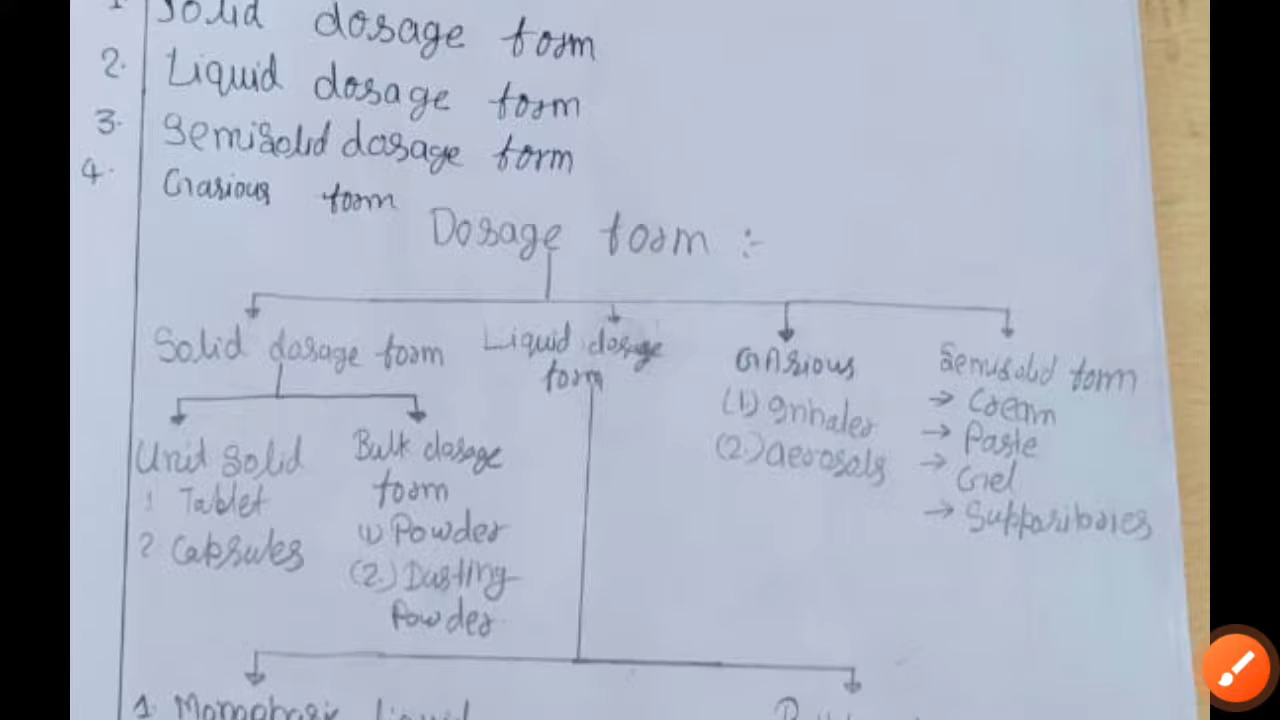 1. Solid dosage form
2. Liquid dosage form
3. Semisolid dosage form
4. Gasious form
Dosage form :-
Solid dosage form
Unit Solid
1 Tablet
2 Capsules
Bulk dosage
form
(1) Powder
(2.) Dusting
Powder
Liquid dosage
form
GASious
(1.) Inhaler
(2.) aerosols
Semisolid form
→ Cream
→ Paste
→ Gel
→ Suppositories
1. Monophasic liquid